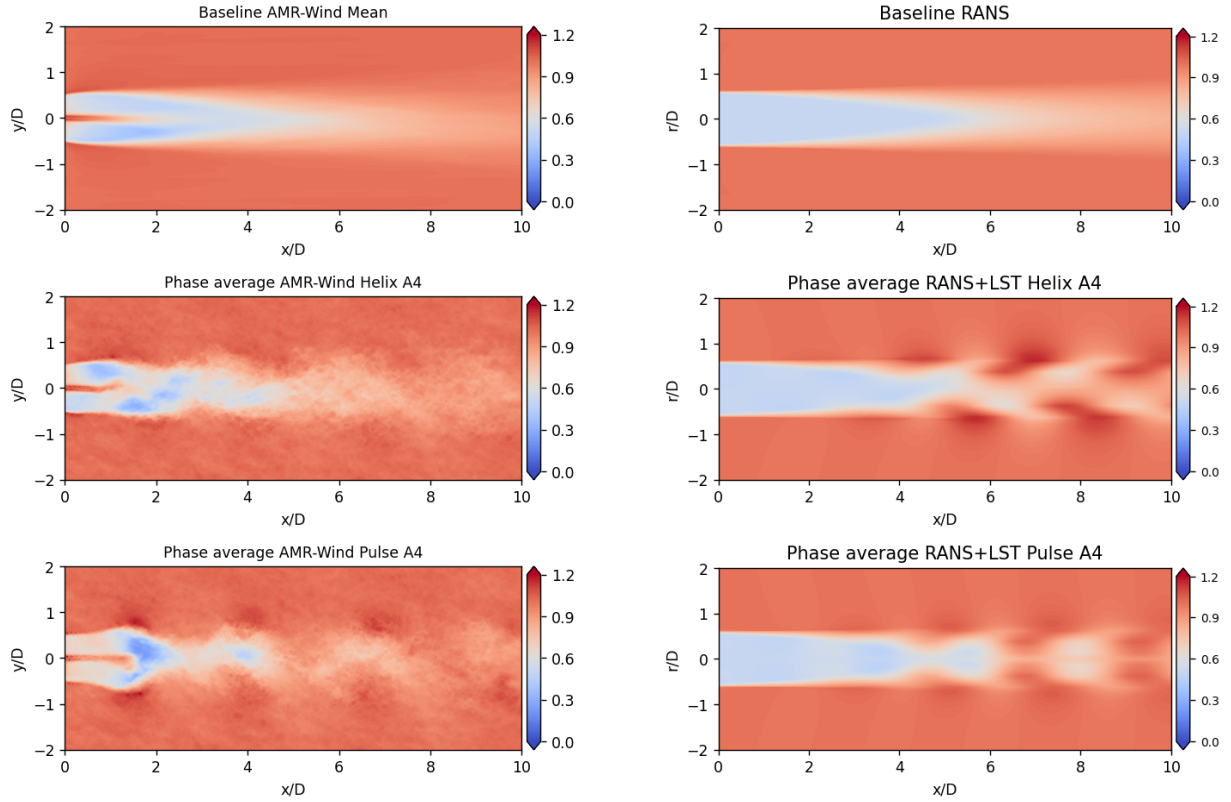 Baseline AMR-Wind Mean
2
1
0
−1
−2
y/D
0 2 4 6 8 10
x/D
1.2
0.9
0.6
0.3
0.0
Baseline RANS
2
1
0
−1
−2
r/D
0 2 4 6 8 10
x/D
1.2
0.9
0.6
0.3
0.0
Phase average AMR-Wind Helix A4
2
1
0
−1
−2
y/D
0 2 4 6 8 10
x/D
1.2
0.9
0.6
0.3
0.0
Phase average RANS+LST Helix A4
2
1
0
−1
−2
r/D
0 2 4 6 8 10
x/D
1.2
0.9
0.6
0.3
0.0
Phase average AMR-Wind Pulse A4
2
1
0
−1
−2
y/D
0 2 4 6 8 10
x/D
1.2
0.9
0.6
0.3
0.0
Phase average RANS+LST Pulse A4
2
1
0
−1
−2
r/D
0 2 4 6 8 10
x/D
1.2
0.9
0.6
0.3
0.0